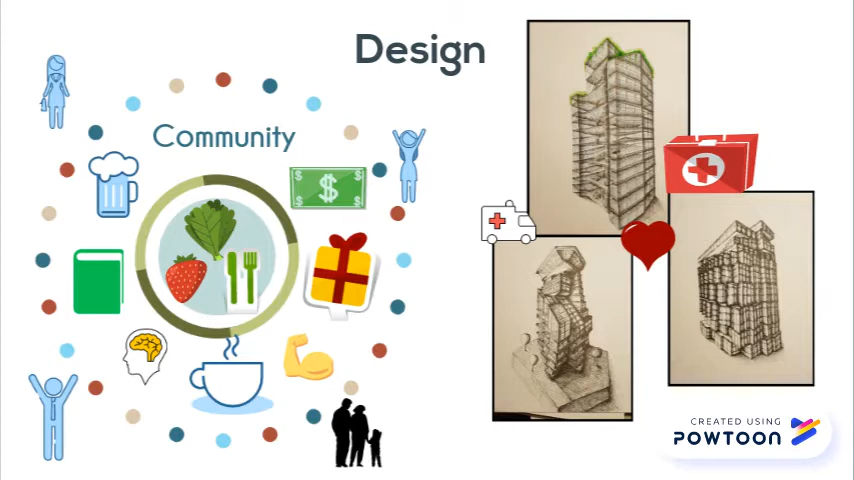 Design
Community
$
CREATED USING
POWTOON